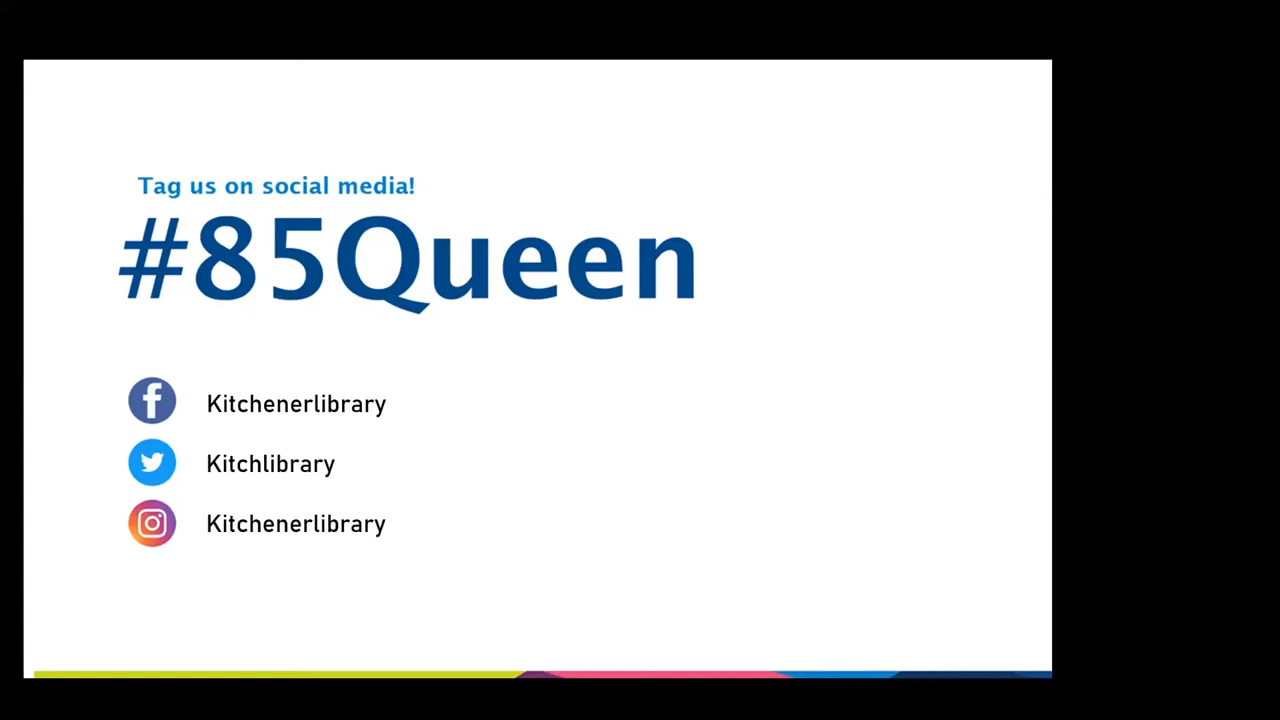 Tag us on social media!
#85Queen
Kitchenerlibrary
Kitchlibrary
Kitchenerlibrary